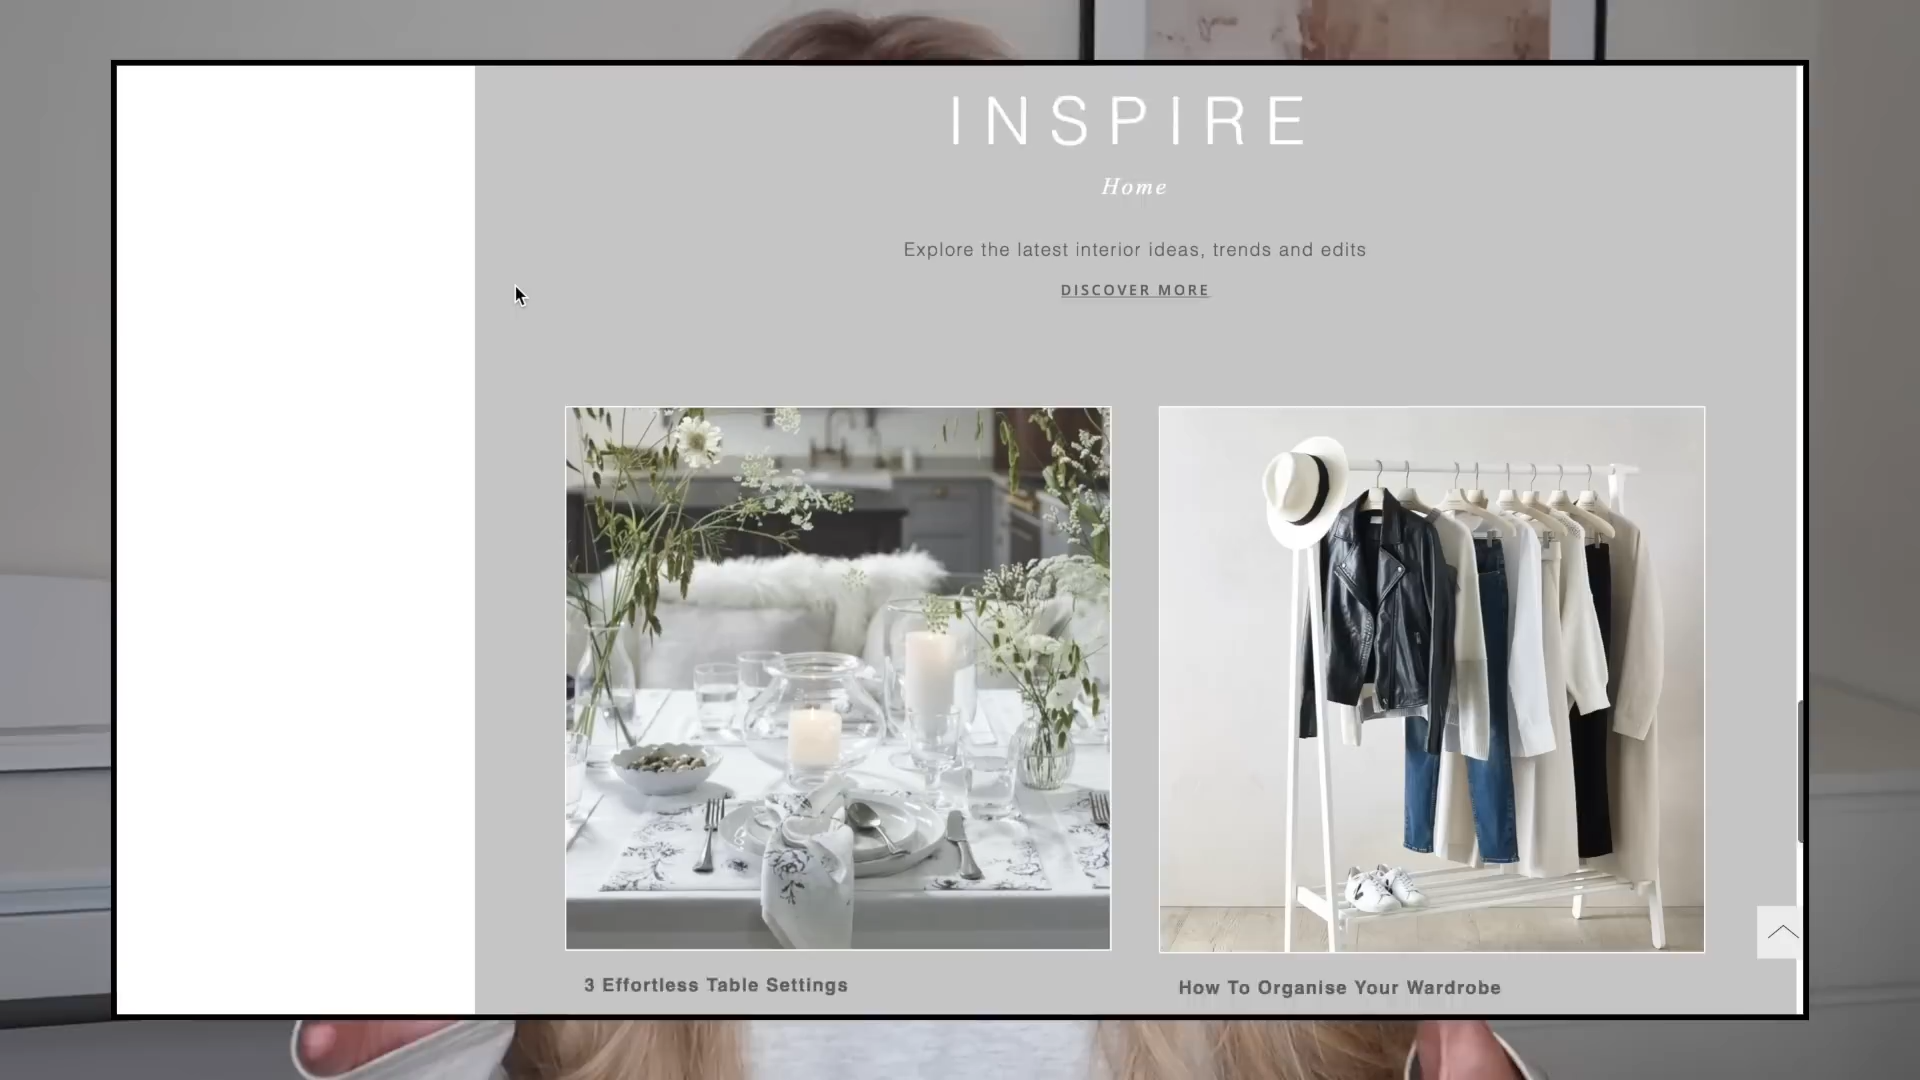 INSPIRE
Home
Explore the latest interior ideas, trends and edits
DISCOVER MORE
3 Effortless Table Settings
How To Organise Your Wardrobe